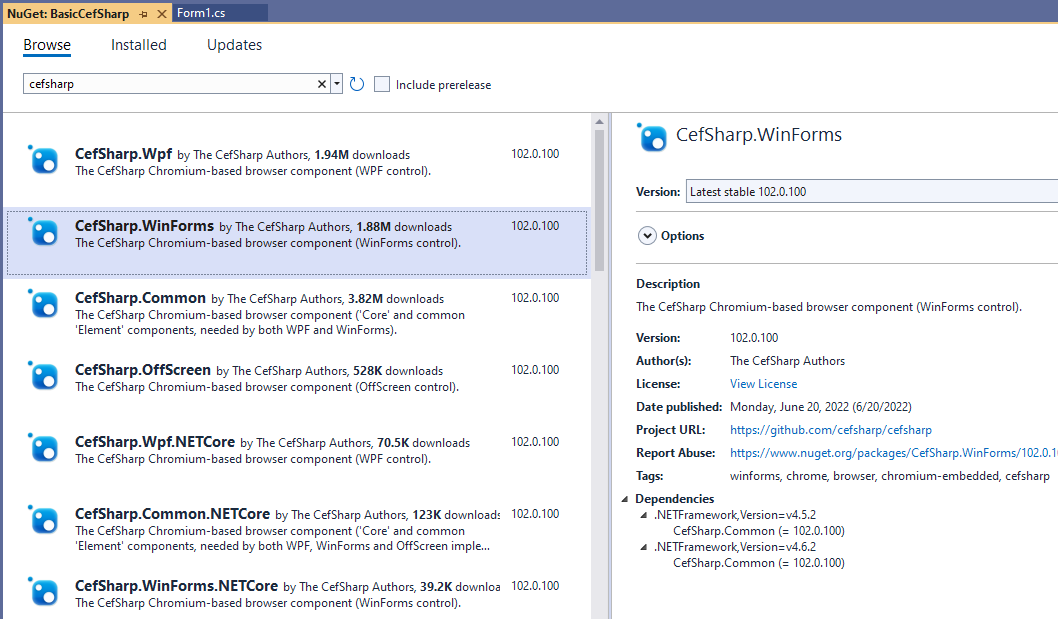 NuGet: BasicCefSharp
Form1.cs
Browse
Installed
Updates
cefsharp
Include prerelease
CefSharp.Wpf by The CefSharp Authors, 1.94M downloads
102.0.100
The CefSharp Chromium-based browser component (WPF control).
CefSharp.WinForms by The CefSharp Authors, 1.88M downloads
102.0.100
The CefSharp Chromium-based browser component (WinForms control).
CefSharp.Common by The CefSharp Authors, 3.82M downloads
102.0.100
The CefSharp Chromium-based browser component ('Core' and common
'Element' components, needed by both WPF and WinForms).
CefSharp.OffScreen by The CefSharp Authors, 528K downloads
102.0.100
The CefSharp Chromium-based browser component (OffScreen control).
CefSharp.Wpf.NETCore by The CefSharp Authors, 70.5K downloads
102.0.100
The CefSharp Chromium-based browser component (WPF control).
CefSharp.Common.NETCore by The CefSharp Authors, 123K downloads
102.0.100
The CefSharp Chromium-based browser component ('Core' and common
'Element' components, needed by both WPF, WinForms and OffScreen imple...
CefSharp.WinForms.NETCore by The CefSharp Authors, 39.2K downloa
102.0.100
The CefSharp Chromium-based browser component (WinForms control).
CefSharp.WinForms
Version: Latest stable 102.0.100
Options
Description
The CefSharp Chromium-based browser component (WinForms control).
Version: 102.0.100
Author(s): The CefSharp Authors
License: View License
Date published: Monday, June 20, 2022 (6/20/2022)
Project URL: https://github.com/cefsharp/cefsharp
Report Abuse: https://www.nuget.org/packages/CefSharp.WinForms/102.0.10
Tags: winforms, chrome, browser, chromium-embedded, cefsharp
Dependencies
.NETFramework,Version=v4.5.2
CefSharp.Common (= 102.0.100)
.NETFramework,Version=v4.6.2
CefSharp.Common (= 102.0.100)